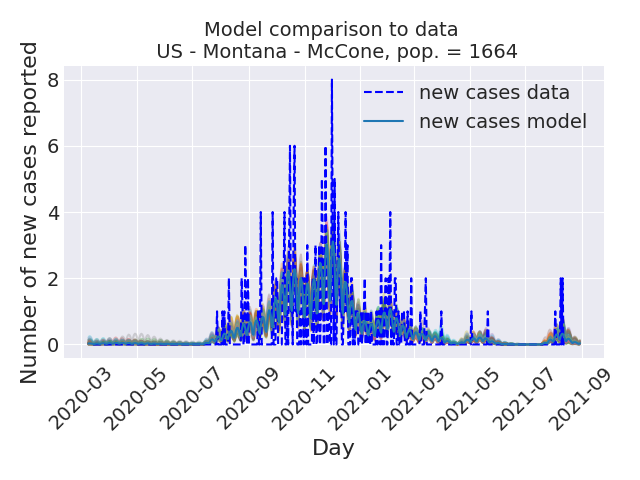 Model comparison to data
US - Montana - McCone, pop. = 1664
Number of new cases reported
8
6
4
2
0
new cases data
new cases model
2020-03
2020-05
2020-07
2020-09
2020-11
2021-01
2021-03
2021-05
2021-07
2021-09
Day